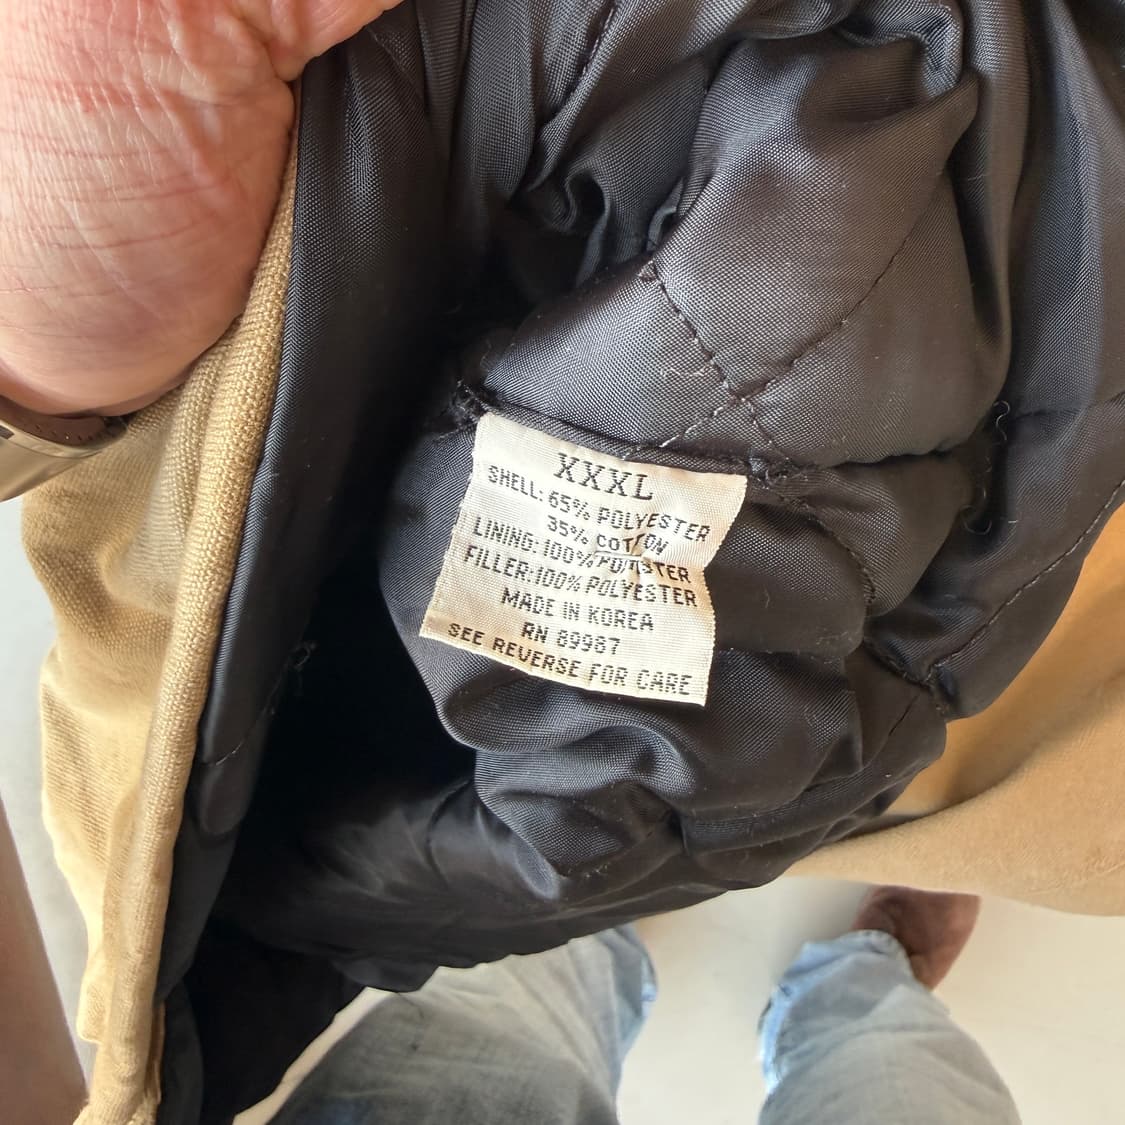 XXXL
SHELL: 65% POLYESTER
35% COTTON
LINING: 100% POLYESTER
FILLER: 100% POLYESTER
MADE IN KOREA
RN 89987
SEE REVERSE FOR CARE